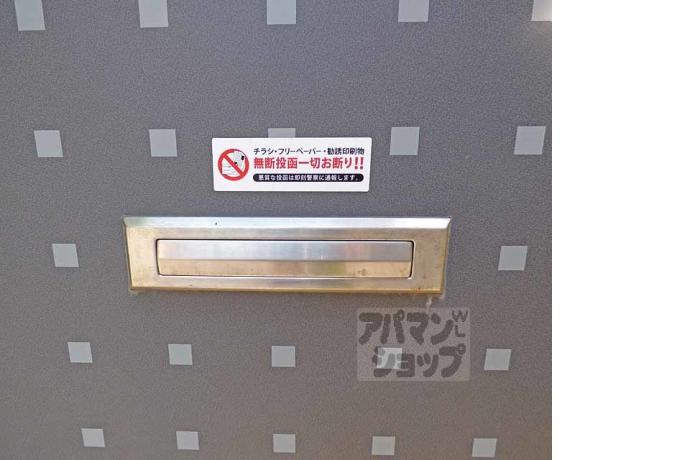 チラシ・フリーペーパー・勧誘印刷物
無断投函一切お断り!!
悪質な投函は即刻警察に通報します。
アパマン
ショップ